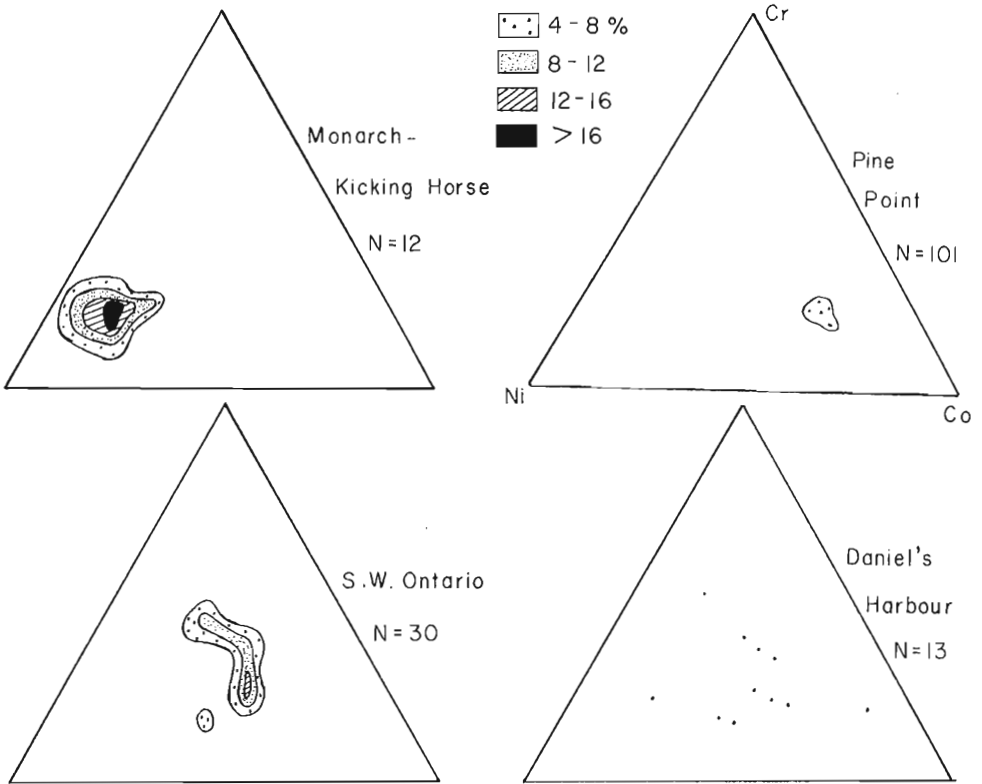 4-8 %
8-12
12-16
>16
Monarch-
Kicking Horse
N=12
Cr
Pine
Point
N=101
Ni
Co
S.W. Ontario
N=30
Daniel's
Harbour
N=13